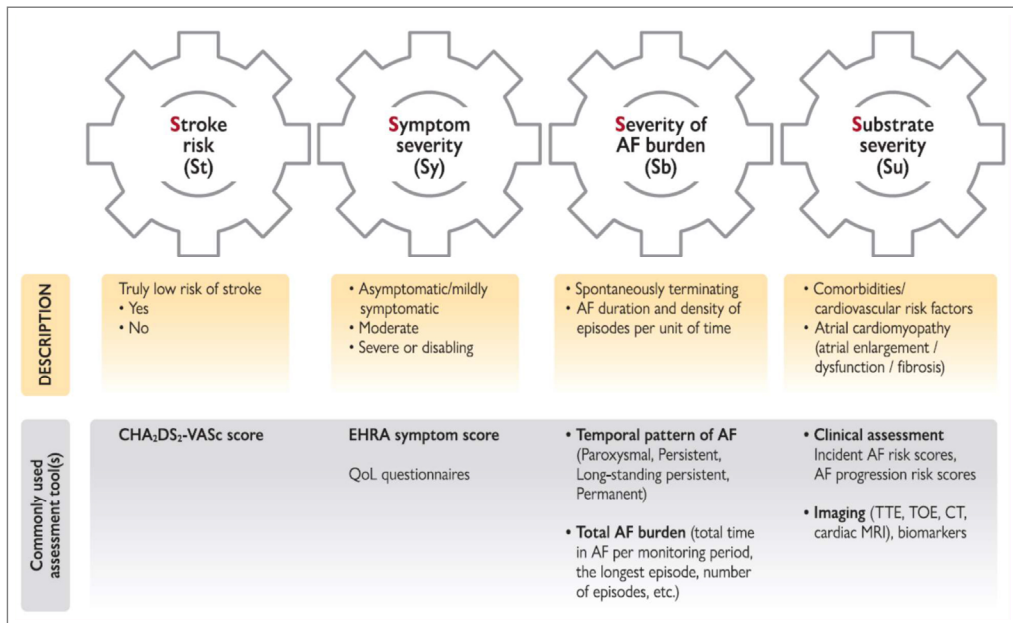 Stroke
risk
(St)
Symptom
severity
(Sy)
Severity of
AF burden
(Sb)
Substrate
severity
(Su)
DESCRIPTION
Truly low risk of stroke
• Yes
• No
• Asymptomatic/mildly
symptomatic
• Moderate
• Severe or disabling
• Spontaneously terminating
• AF duration and density of
episodes per unit of time
• Comorbidities/
cardiovascular risk factors
• Atrial cardiomyopathy
(atrial enlargement /
dysfunction / fibrosis)
Commonly used
assessment tool(s)
CHA₂DS₂-VASc score
EHRA symptom score
QoL questionnaires
• Temporal pattern of AF
(Paroxysmal, Persistent,
Long-standing persistent,
Permanent)
• Total AF burden (total time
in AF per monitoring period,
the longest episode, number
of episodes, etc.)
• Clinical assessment
Incident AF risk scores,
AF progression risk scores
• Imaging (TTE, TOE, CT,
cardiac MRI), biomarkers